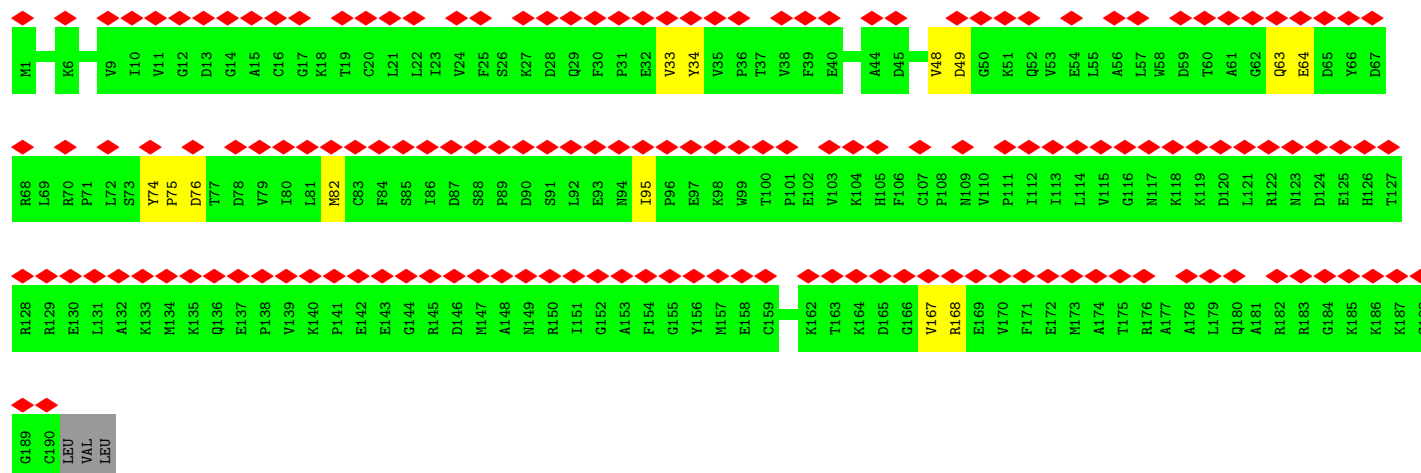 M1 K6 V9 I10 V11 G12 D13 G14 A15 C16 G17 K18 T19 C20 L21 L22 I23 V24 F25 S26 K27 D28 Q29 F30 P31 E32 V33 Y34 V35 P36 T37 V38 F39 E40 A44 D45 V48 D49 G50 K51 Q52 V53 E54 L55 A56 L57 W58 D59 T60 A61 G62 Q63 E64 D65 Y66 D67
R68 L69 R70 P71 L72 S73 Y74 P75 D76 T77 D78 V79 I80 L81 M82 C83 F84 S85 I86 D87 S88 P89 D90 S91 L92 E93 N94 I95 P96 E97 K98 W99 T100 P101 E102 V103 K104 H105 F106 C107 P108 N109 V110 P111 I112 I113 L114 V115 G116 N117 K118 K119 D120 L121 R122 N123 D124 E125 H126 T127
R128 R129 E130 L131 A132 K133 M134 K135 Q136 E137 P138 V139 K140 P141 E142 E143 G144 R145 D146 M147 A148 N149 R150 I151 G152 A153 F154 G155 Y156 M157 E158 C159 K162 T163 K164 D165 G166 V167 R168 E169 V170 F171 E172 M173 A174 T175 R176 A177 A178 L179 Q180 A181 R182 R183 G184 K185 K186 K187
G189 C190 LEU VAL LEU